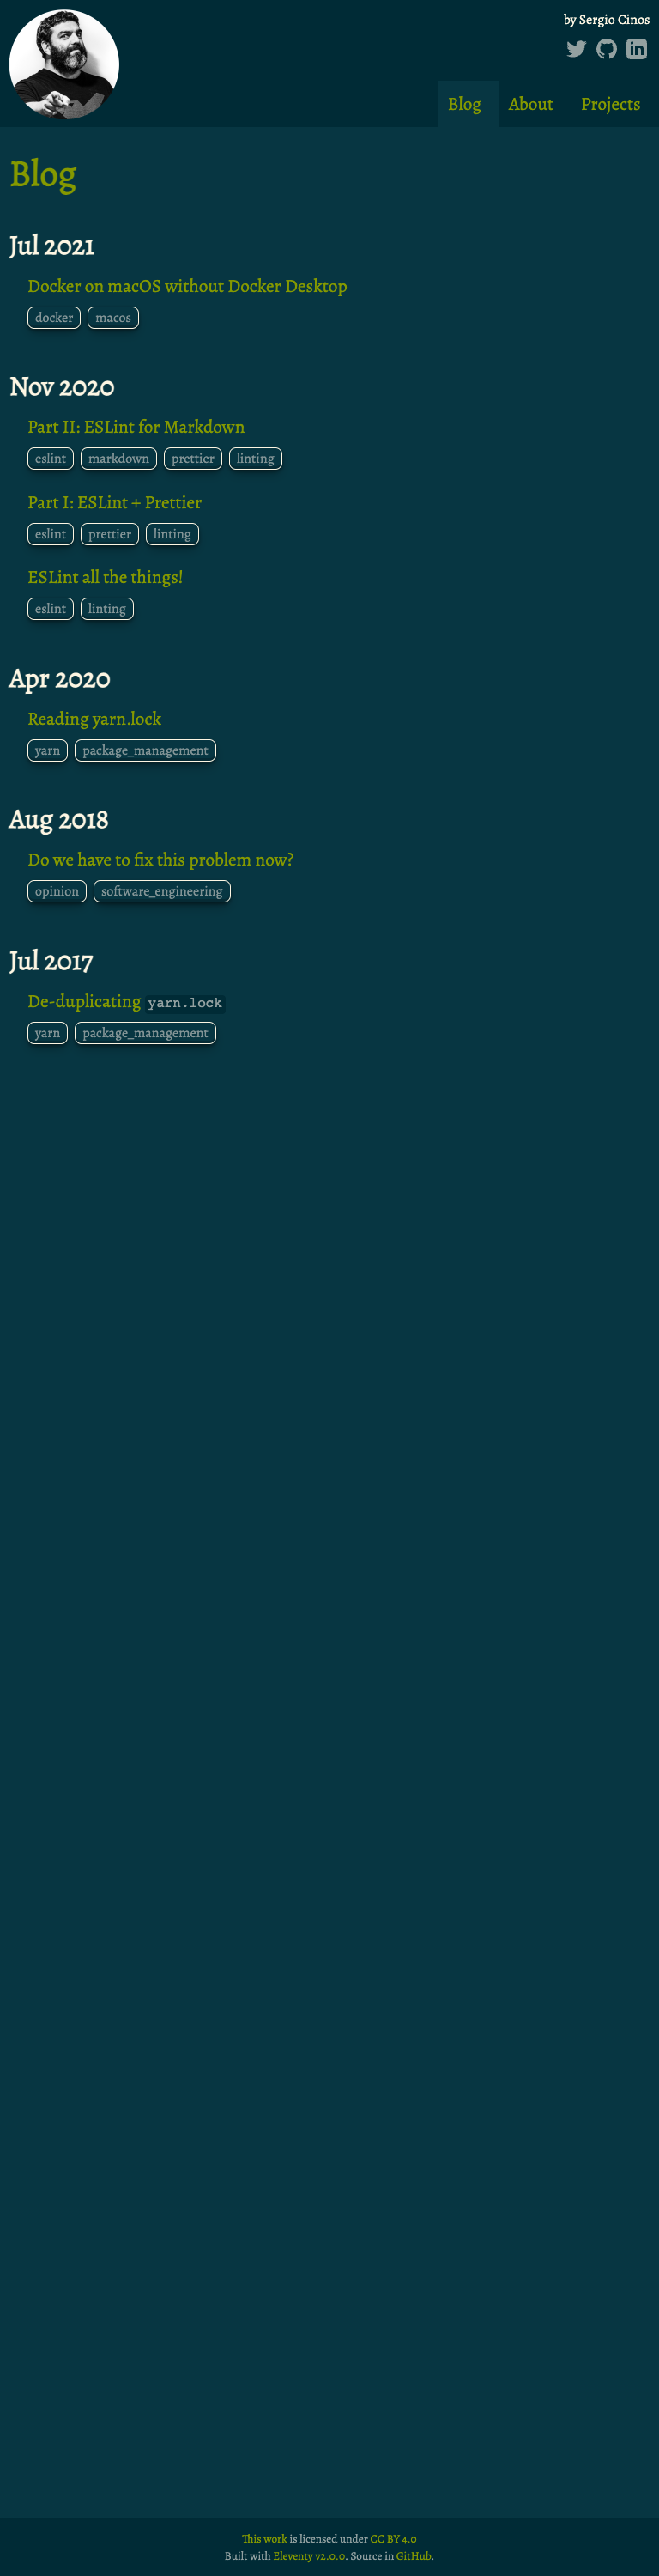 by Sergio Cinos
Blog About Projects
Blog
Jul 2021
Docker on macOS without Docker Desktop
docker macos
Nov 2020
Part II: ESLint for Markdown
eslint markdown prettier linting
Part I: ESLint + Prettier
eslint prettier linting
ESLint all the things!
eslint linting
Apr 2020
Reading yarn.lock
yarn package_management
Aug 2018
Do we have to fix this problem now?
opinion software_engineering
Jul 2017
De-duplicating yarn.lock
yarn package_management
This work is licensed under CC BY 4.0
Built with Eleventy v2.0.0. Source in GitHub.